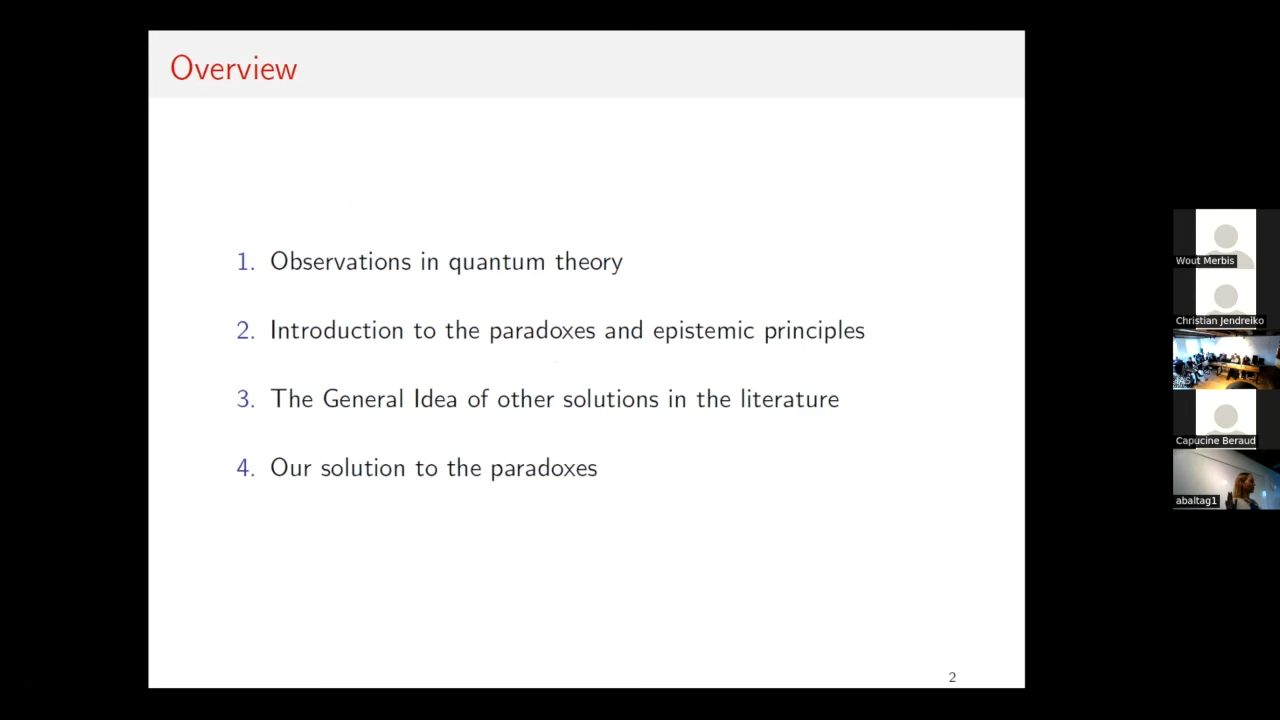 Overview
1. Observations in quantum theory
2. Introduction to the paradoxes and epistemic principles
3. The General Idea of other solutions in the literature
4. Our solution to the paradoxes
2
Wout Merbis
Christian Jendreiko
Capucine Beraud
abaltag1